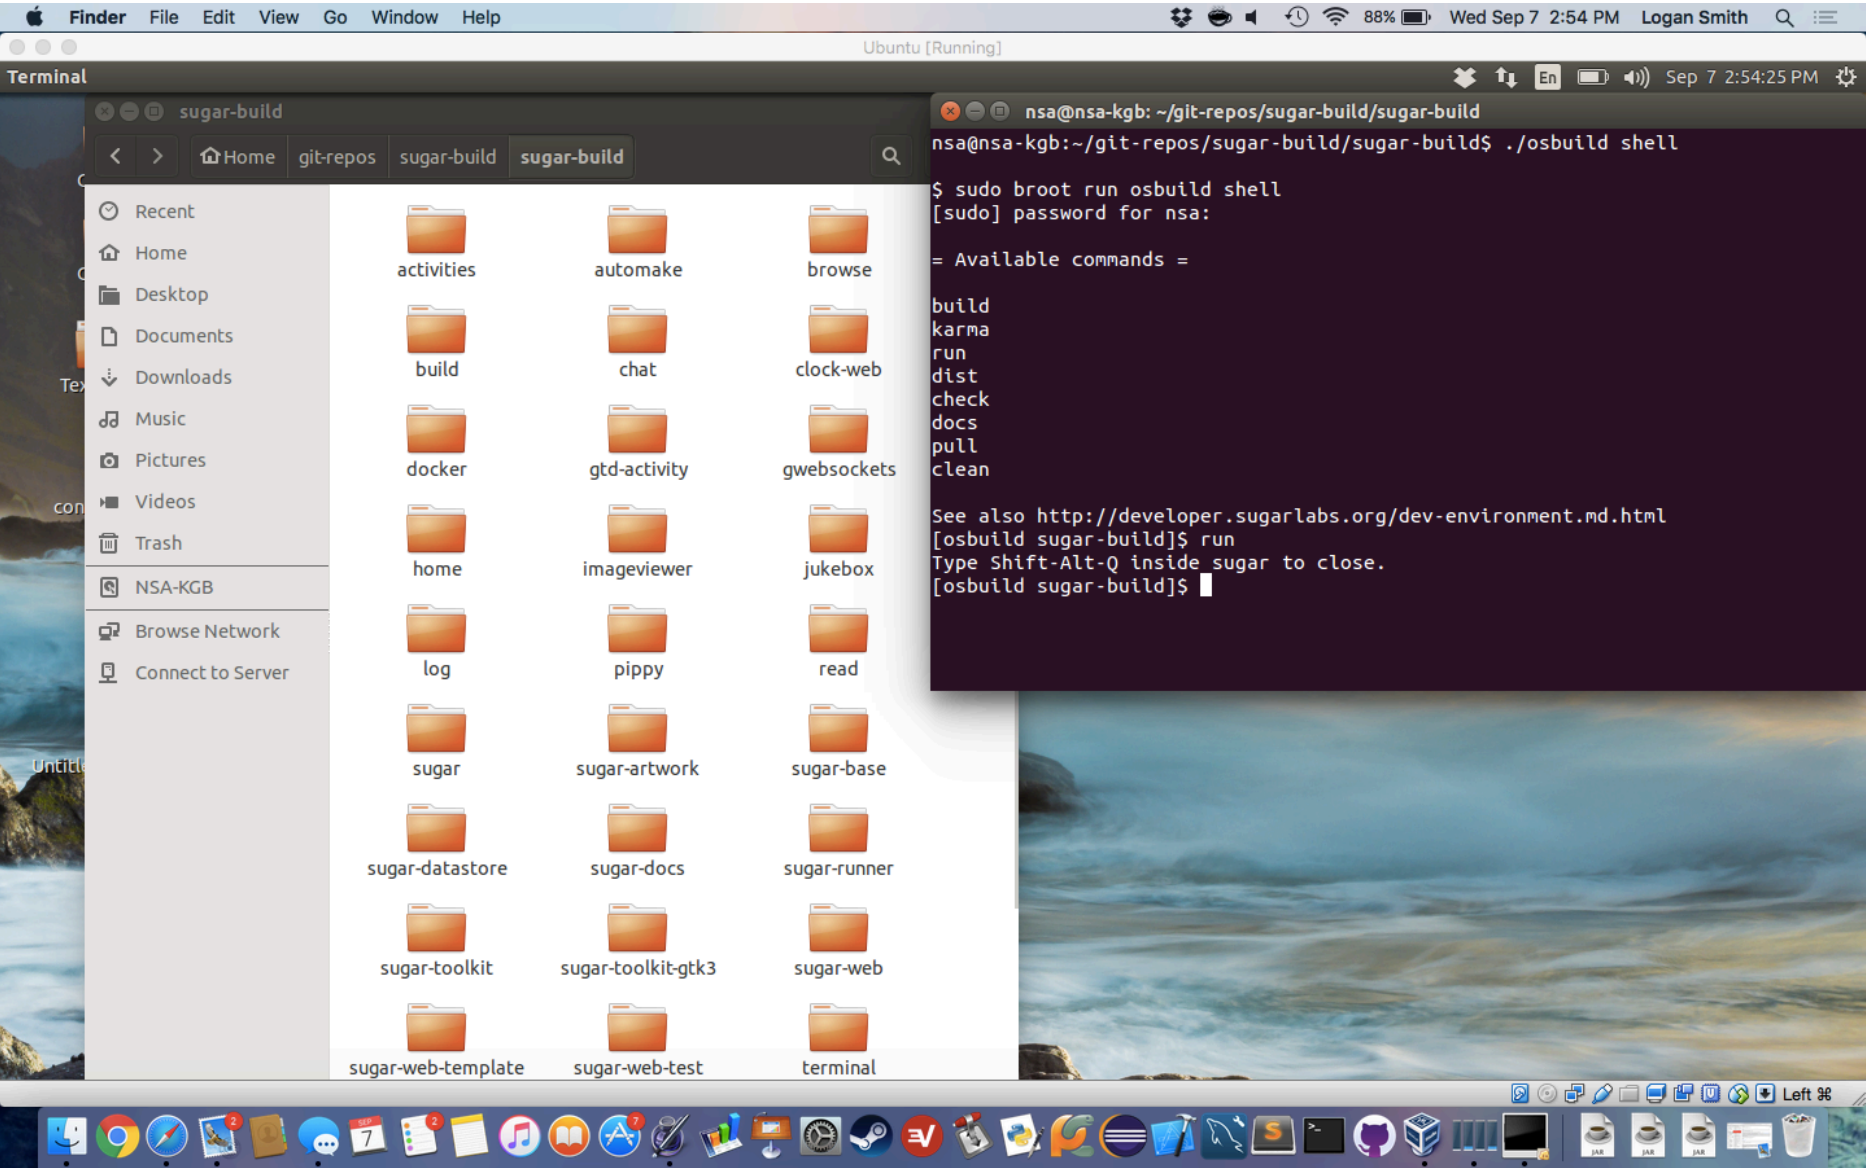 Finder File Edit View Go Window Help 88% Wed Sep 7 2:54 PM Logan Smith
Ubuntu [Running]
Terminal En Sep 7 2:54:25 PM
sugar-build
Home git-repos sugar-build sugar-build
Recent
Home
Desktop
Documents
Downloads
Music
Pictures
Videos
Trash
NSA-KGB
Browse Network
Connect to Server
activities automake browse
build chat clock-web
docker gtd-activity gwebsockets
home imageviewer jukebox
log pippy read
sugar sugar-artwork sugar-base
sugar-datastore sugar-docs sugar-runner
sugar-toolkit sugar-toolkit-gtk3 sugar-web
sugar-web-template sugar-web-test terminal
nsa@nsa-kgb: ~/git-repos/sugar-build/sugar-build
nsa@nsa-kgb:~/git-repos/sugar-build/sugar-build$ ./osbuild shell
$ sudo broot run osbuild shell
[sudo] password for nsa:
= Available commands =
build
karma
run
dist
check
docs
pull
clean
See also http://developer.sugarlabs.org/dev-environment.md.html
[osbuild sugar-build]$ run
Type Shift-Alt-Q inside sugar to close.
[osbuild sugar-build]$
Left ⌘
2
SEP
7
2
7
JAR
JAR
JAR